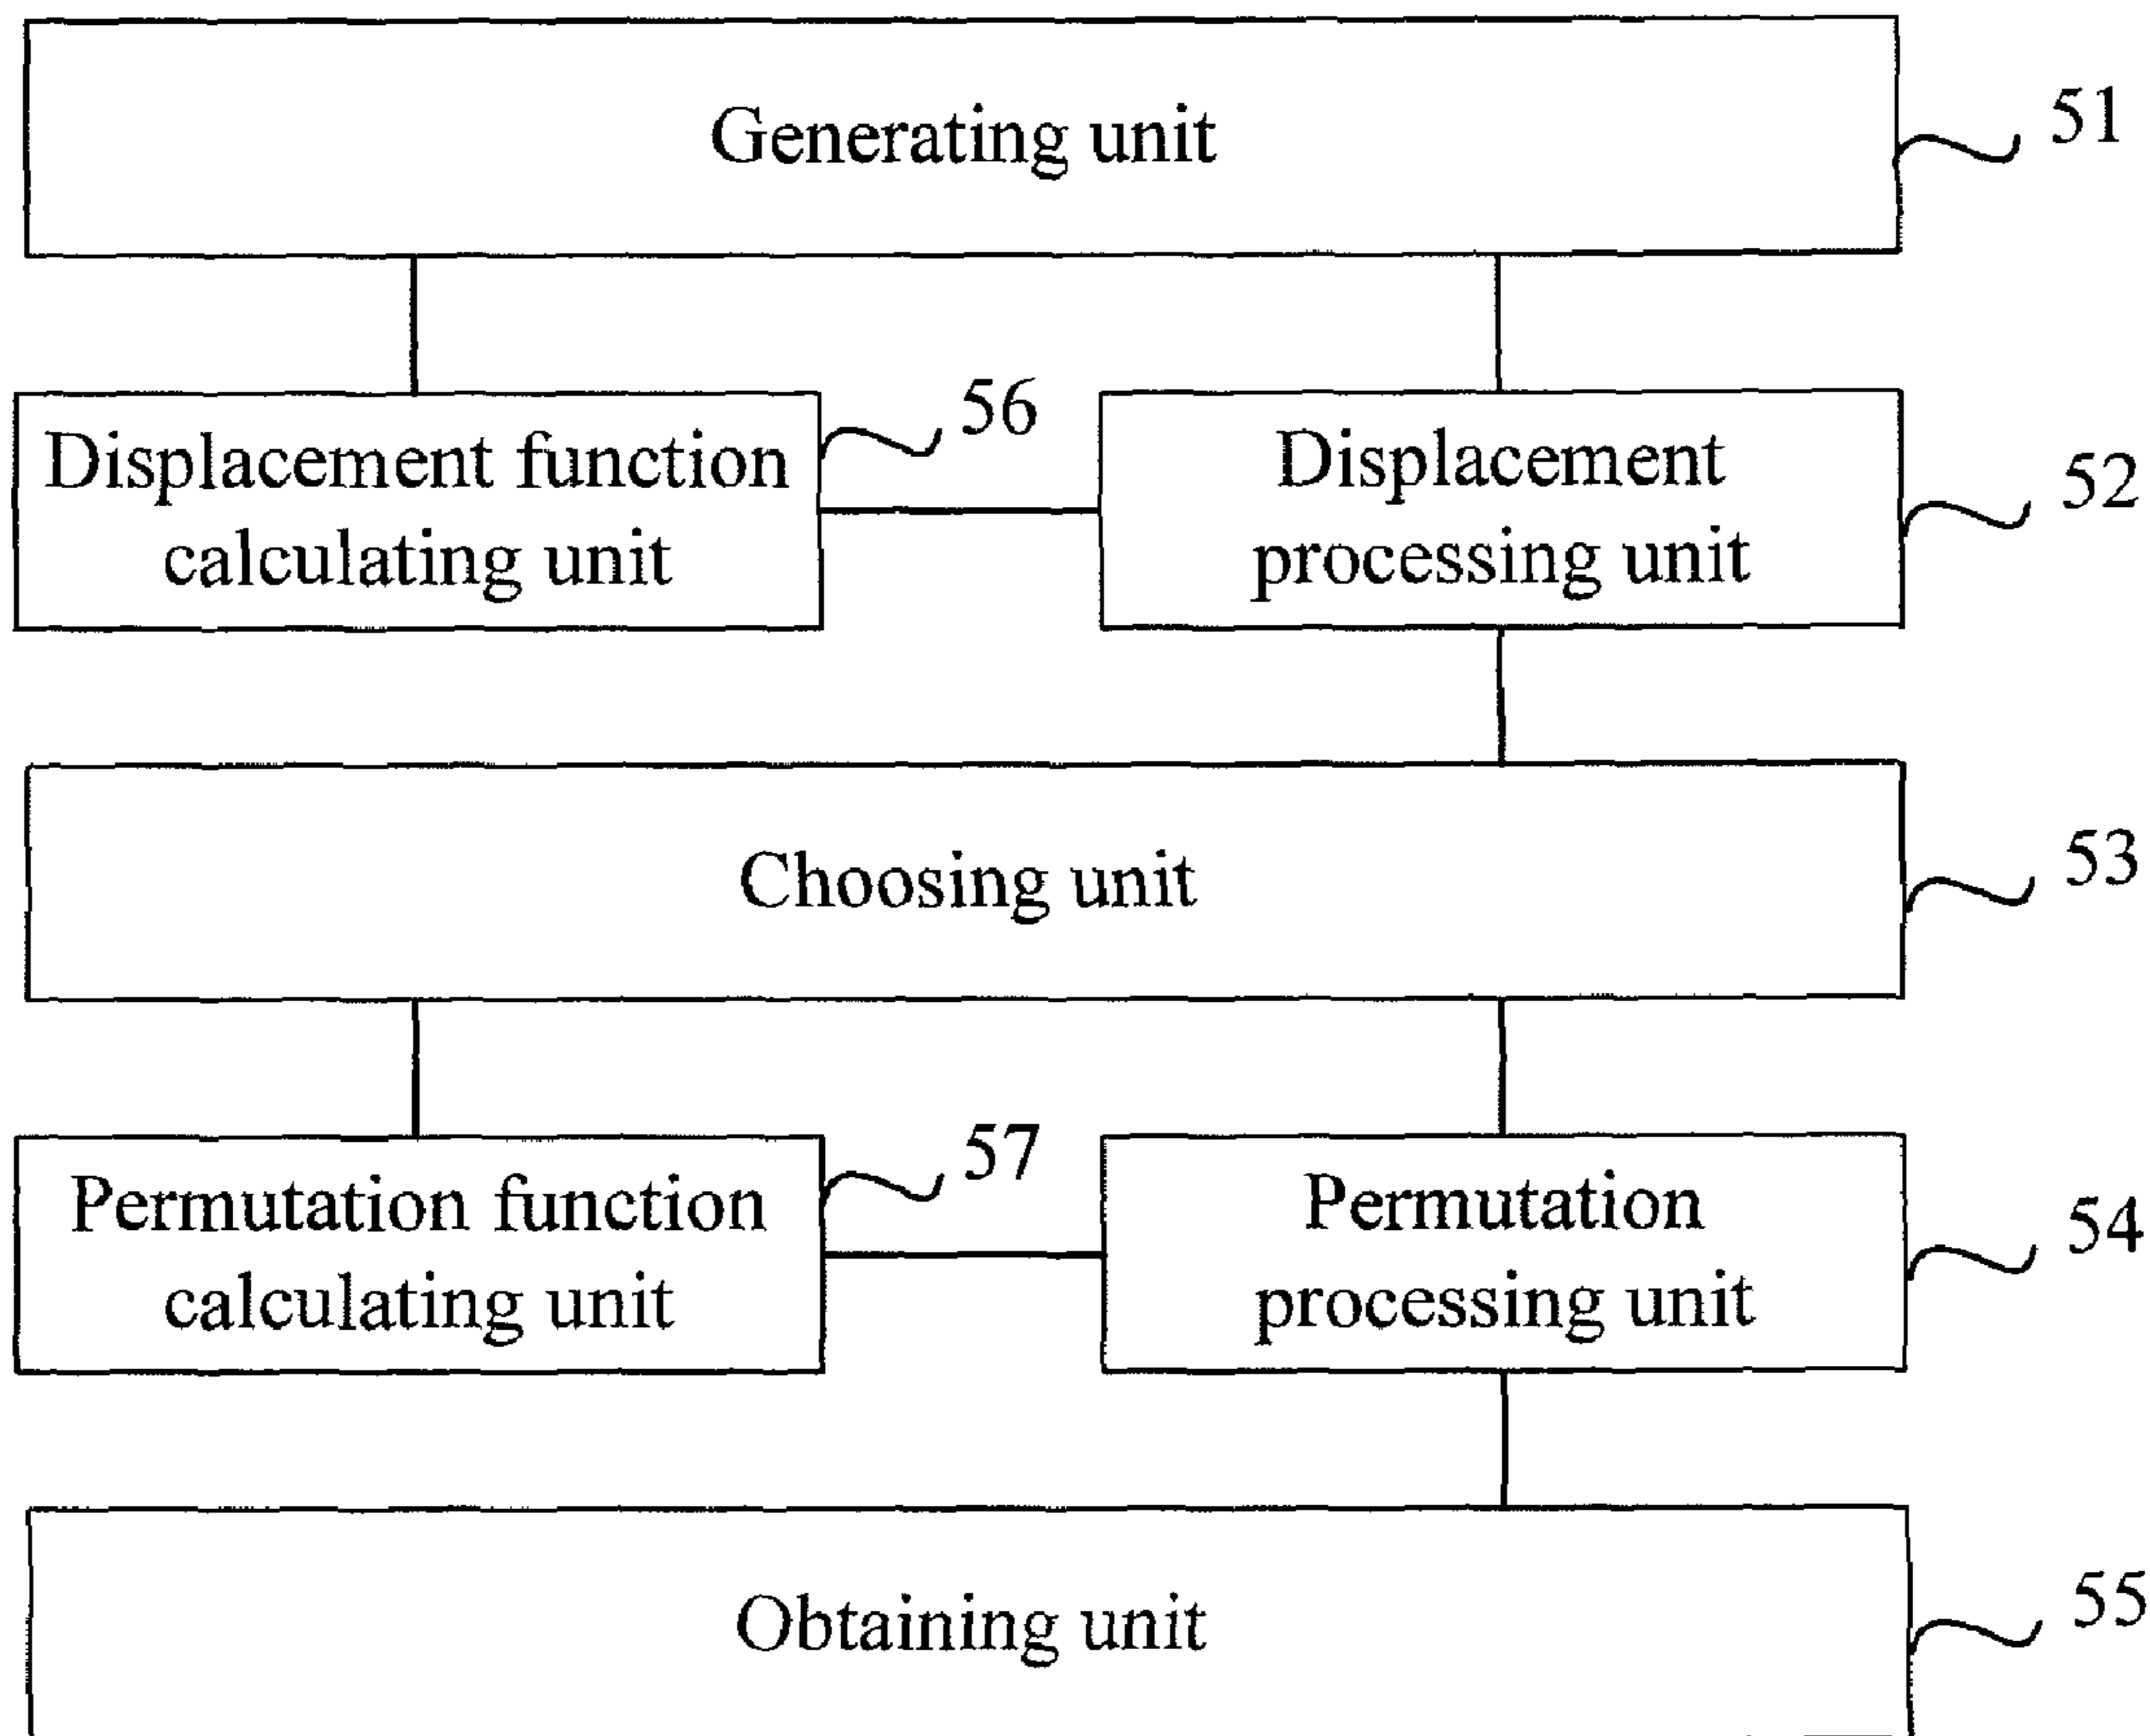 Generating unit
51
Displacement function
calculating unit
56
Displacement
processing unit
52
Choosing unit
53
Permutation function
calculating unit
57
Permutation
processing unit
54
Obtaining unit
55